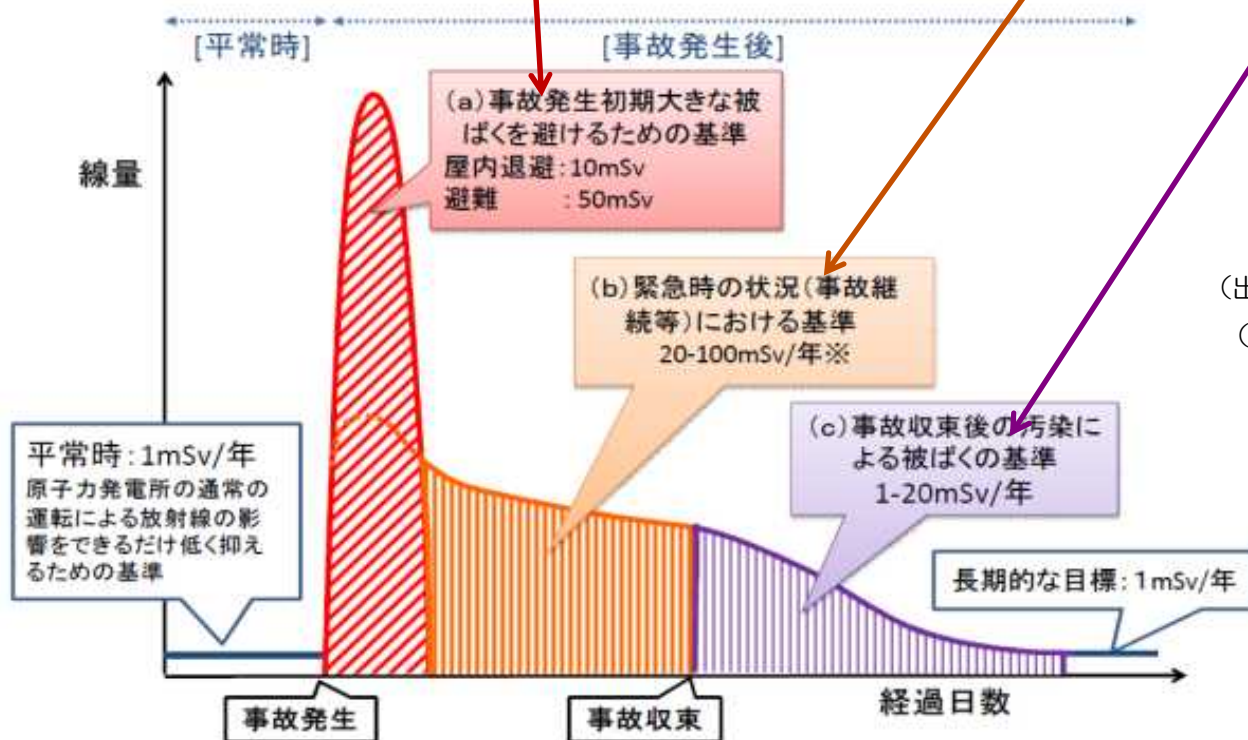 [平常時]
[事故発生後]
線量
(a)事故発生初期大きな被
ばくを避けるための基準
屋内退避:10mSv
避難 :50mSv
(b)緊急時の状況(事故継
続等)における基準
20-100mSv/年※
(c)事故収束後の汚染に
よる被ばくの基準
1-20mSv/年
平常時:1mSv/年
原子力発電所の通常の
運転による放射線の影
響をできるだけ低く抑え
るための基準
長期的な目標:1mSv/年
経過日数
事故発生
事故収束
(出
(